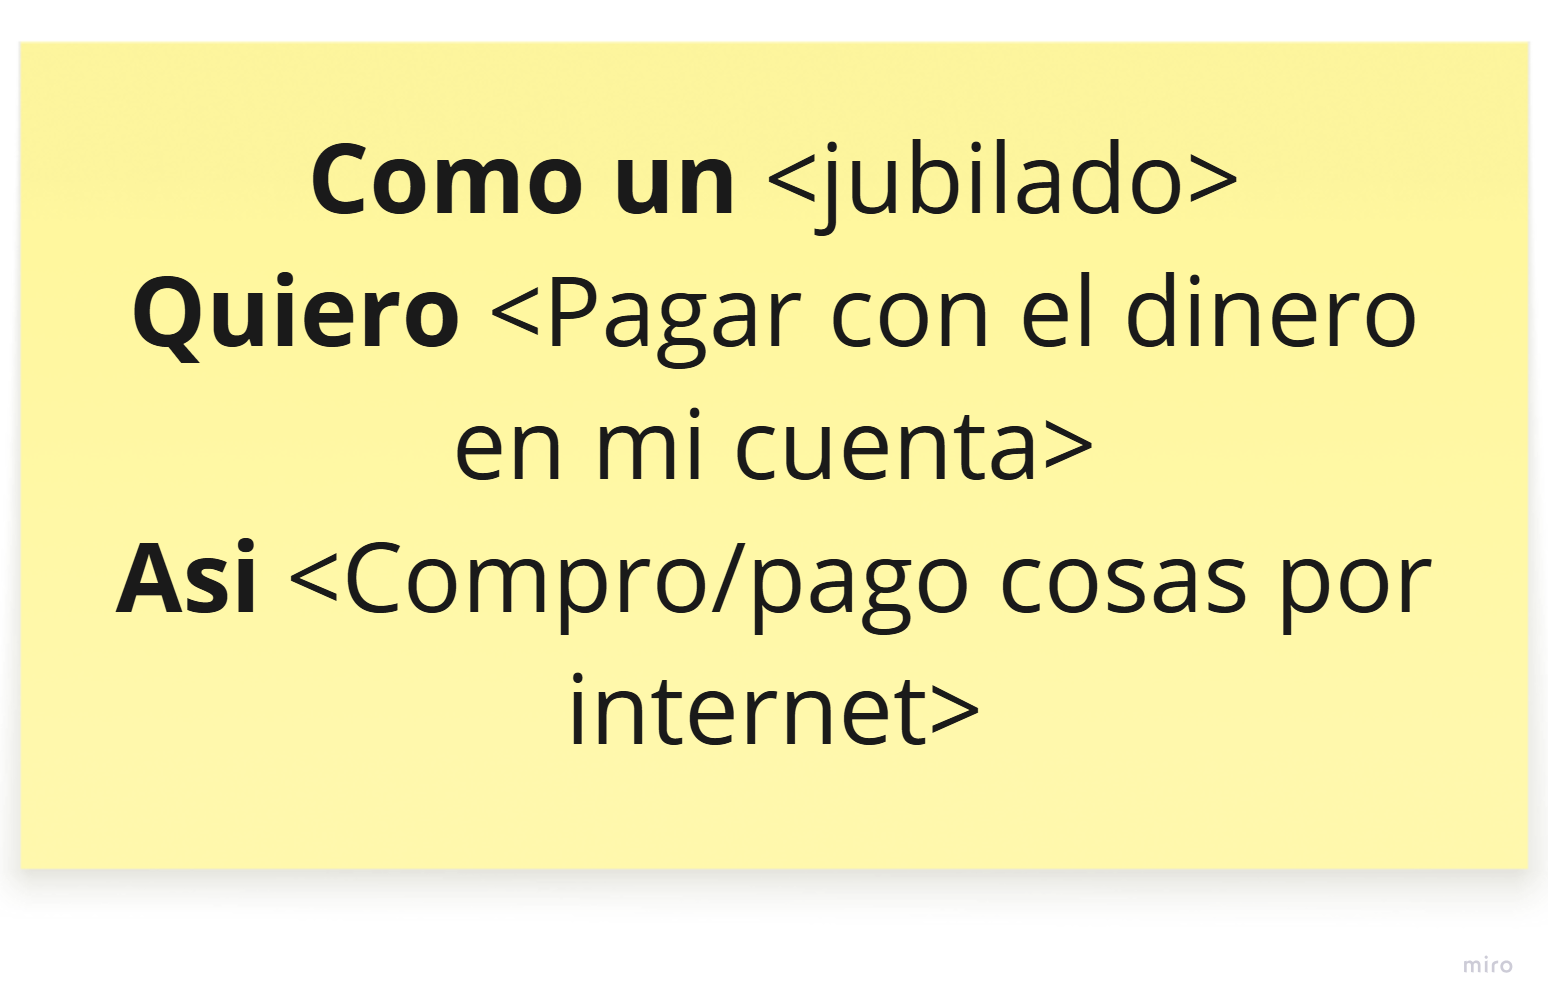 Como un <jubilado>
Quiero <Pagar con el dinero
en mi cuenta>
Asi <Compro/pago cosas por
internet>
miro